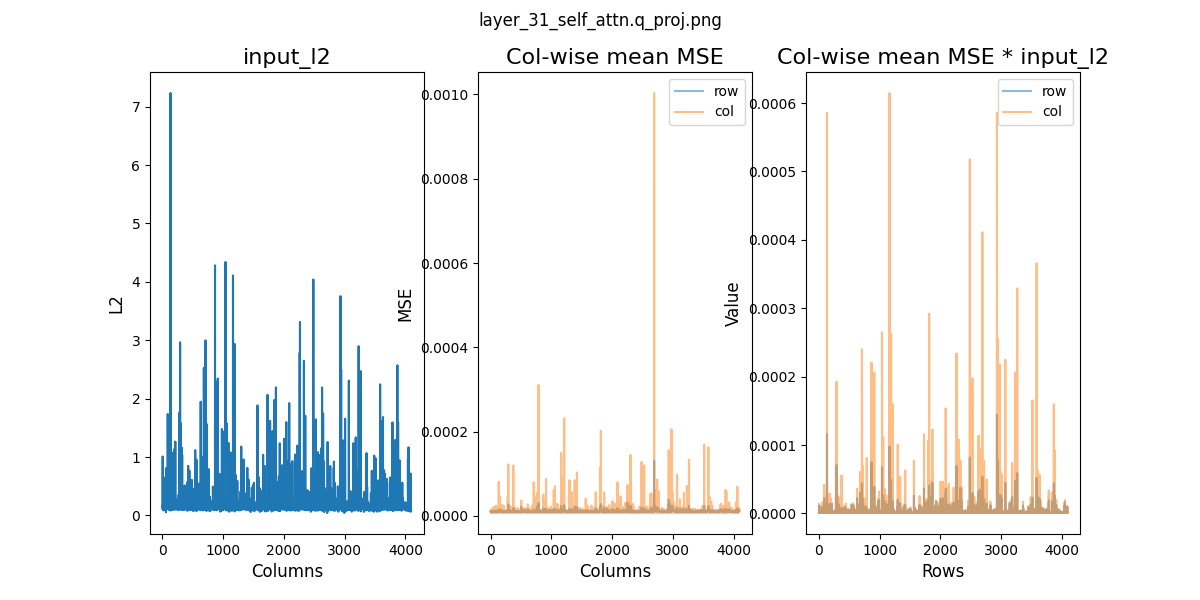 layer_31_self_attn.q_proj.png
input_l2
L2
7
6
5
4
3
2
1
0
0 1000 2000 3000 4000
Columns
Col-wise mean MSE
MSE
0.0010
0.0008
0.0006
0.0004
0.0002
0.0000
row
col
0 1000 2000 3000 4000
Columns
Col-wise mean MSE * input_l2
Value
0.0006
0.0005
0.0004
0.0003
0.0002
0.0001
0.0000
row
col
0 1000 2000 3000 4000
Rows